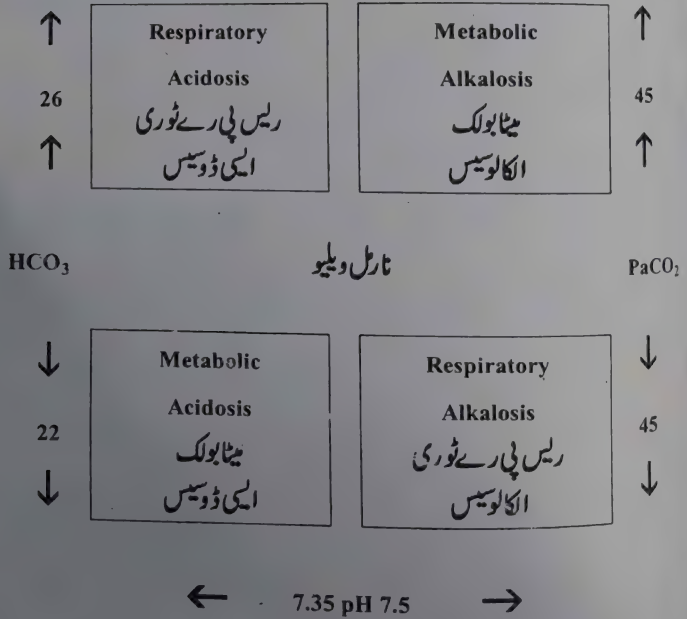 ↑ Respiratory Metabolic ↑
26 Acidosis Alkalosis 45
ریس پی رے ٹوری میٹابولک
↑ ایسی ڈوسیس الکالوسیس ↑
HCO₃ نارمل ویلیو PaCO₂
↓ Metabolic Respiratory ↓
22 Acidosis Alkalosis 45
میٹابولک ریس پی رے ٹوری
↓ ایسی ڈوسیس الکالوسیس ↓
← 7.35 pH 7.5 →